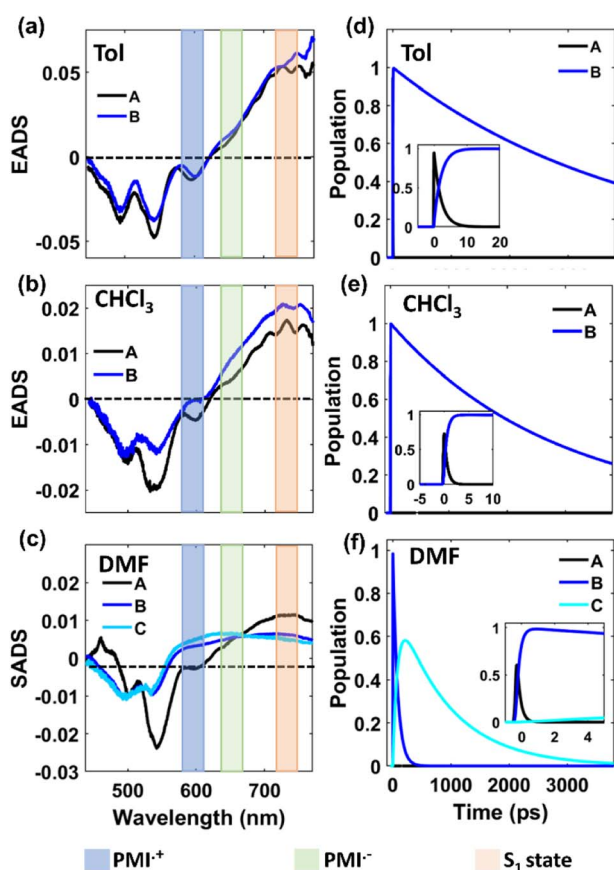 (a)
Tol
A
B
EADS
0.05
0
-0.05
(d)
Tol
A
B
Population
1
0.8
0.6
0.4
0.2
0
1
0.5
0
0
10
20
(b)
CHCl3
A
B
EADS
0.02
0.01
0
-0.01
-0.02
(e)
CHCl3
A
B
Population
1
0.8
0.6
0.4
0.2
0
1
0.5
0
-5
0
5
10
(c)
DMF
A
B
C
SADS
0.02
0.01
0
-0.01
-0.03
500
600
700
Wavelength (nm)
(f)
DMF
A
B
C
Population
1
0.8
0.6
0.4
0.2
0
1
0.5
0
0
2
4
0
1000
2000
3000
Time (ps)
PMI·+
PMI·-
S1 state